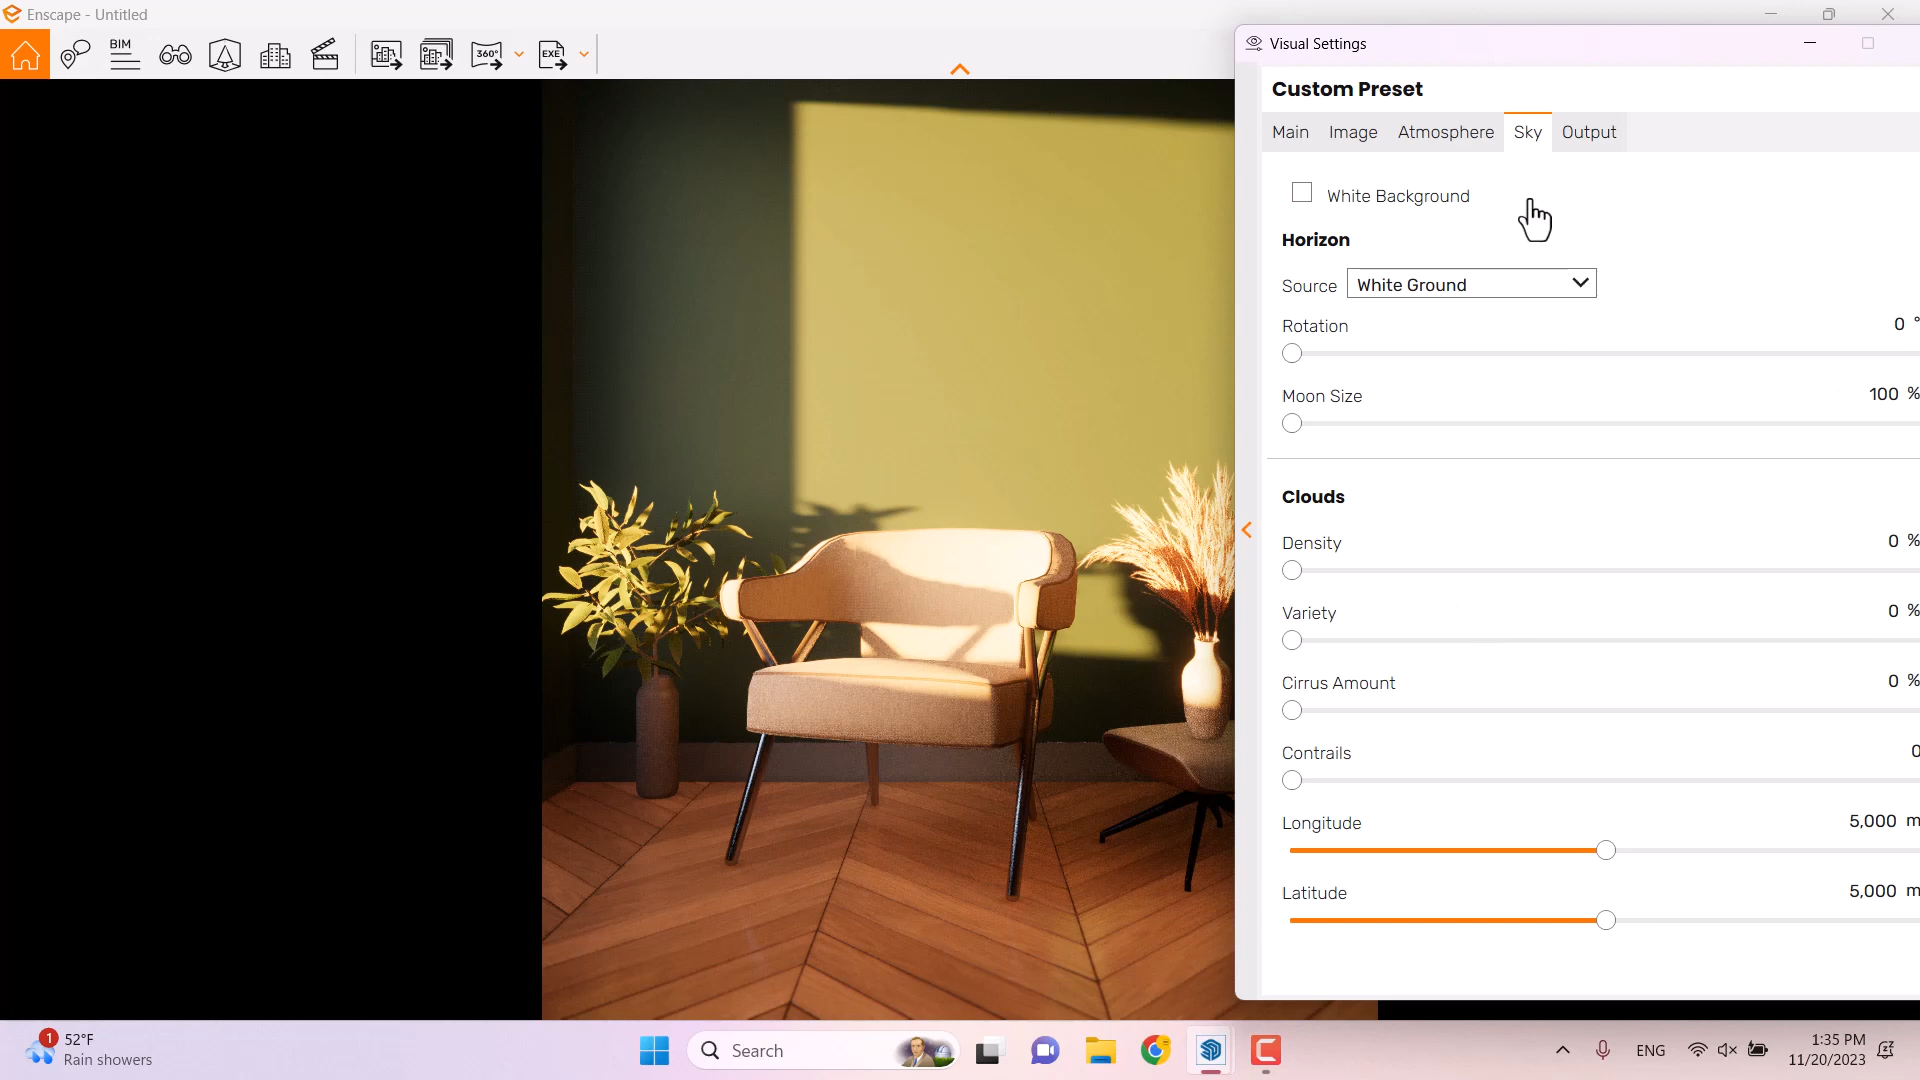 Enscape - Untitled
BIM
360°
EXE
Visual Settings
Custom Preset
Main Image Atmosphere Sky Output
White Background
Horizon
Source White Ground
Rotation 0 °
Moon Size 100 %
Clouds
Density 0 %
Variety 0 %
Cirrus Amount 0 %
Contrails 0
Longitude 5,000 m
Latitude 5,000 m
1
52°F
Rain showers
Search
ENG
1:35 PM
11/20/2023